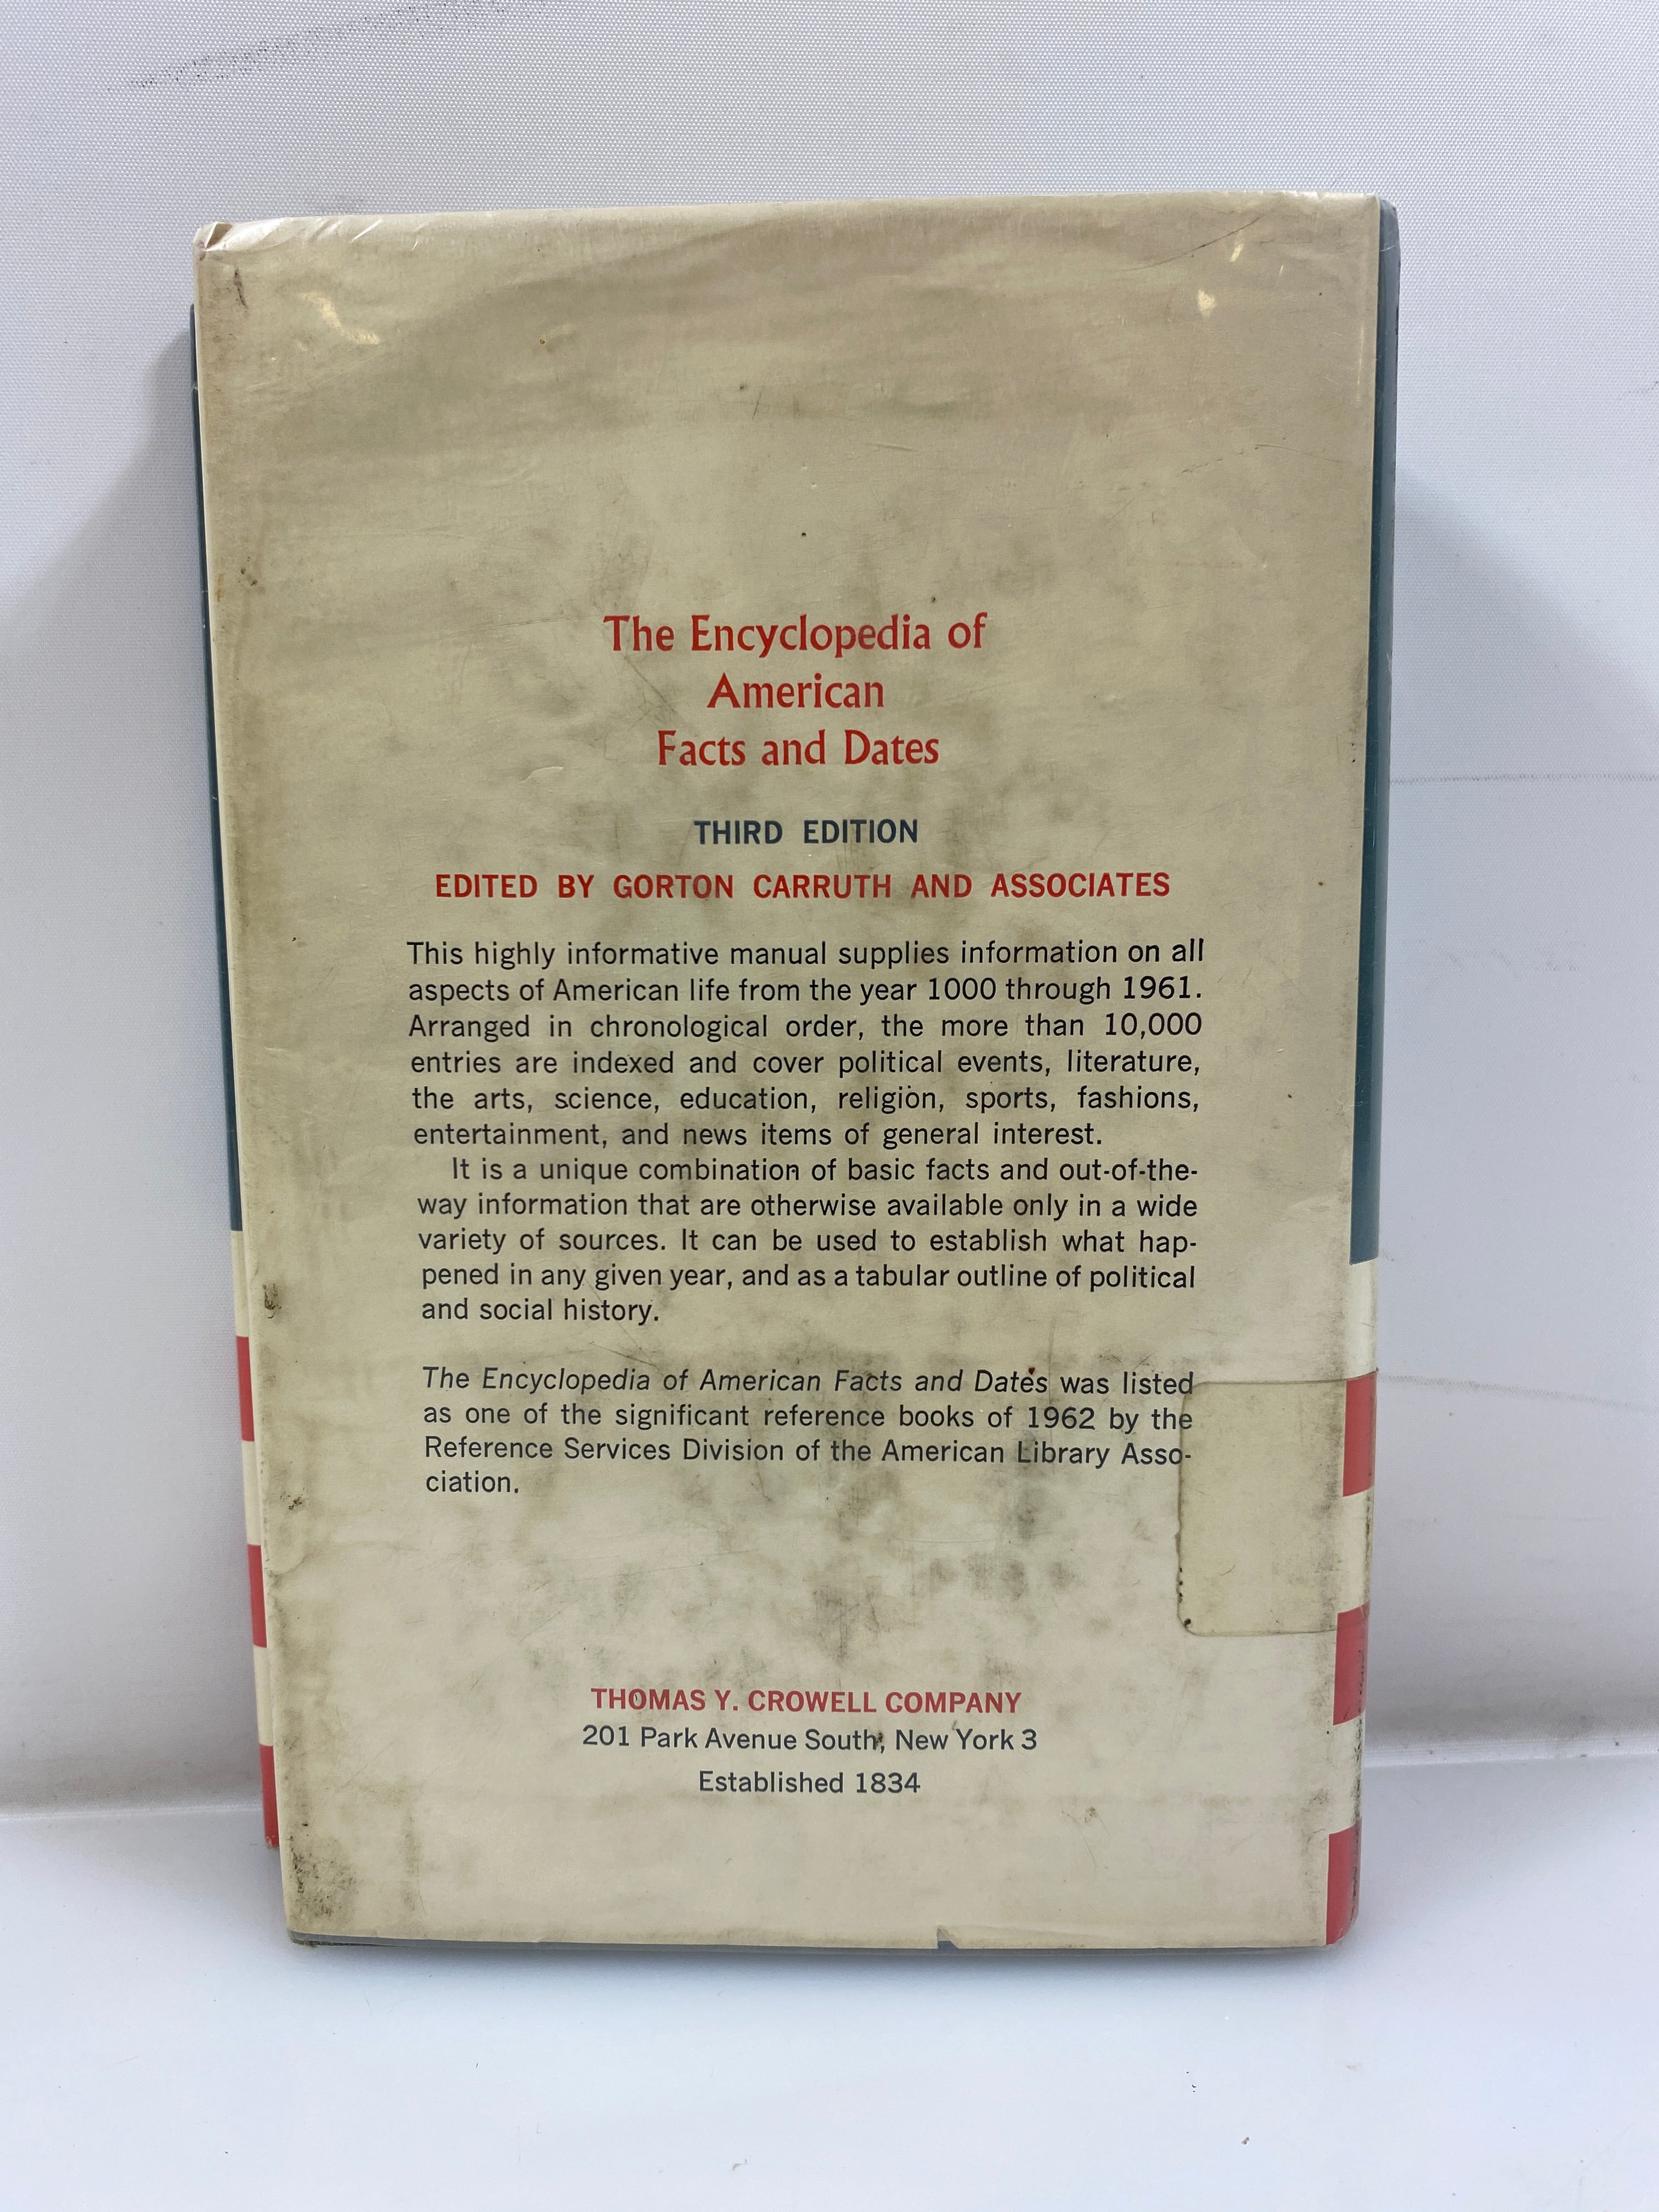 The Encyclopedia of
American
Facts and Dates
THIRD EDITION
EDITED BY GORTON CARRUTH AND ASSOCIATES
This highly informative manual supplies information on all
aspects of American life from the year 1000 through 1961.
Arranged in chronological order, the more than 10,000
entries are indexed and cover political events, literature,
the arts, science, education, religion, sports, fashions,
entertainment, and news items of general interest.
It is a unique combination of basic facts and out-of-the-
way information that are otherwise available only in a wide
variety of sources. It can be used to establish what hap-
pened in any given year, and as a tabular outline of political
and social history.
The Encyclopedia of American Facts and Dates was listed
as one of the significant reference books of 1962 by the
Reference Services Division of the American Library Asso-
ciation.
THOMAS Y. CROWELL COMPANY
201 Park Avenue South, New York 3
Established 1834